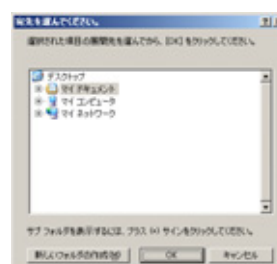 宛先を選んでください。
選択された項目の展開先を選んでから、[OK] をクリックしてください。
デスクトップ
マイ ドキュメント
マイ コンピュータ
マイ ネットワーク
サブ フォルダを表示するには、プラス (+) サインをクリックしてください。
新しいフォルダの作成(M)
OK
キャンセル